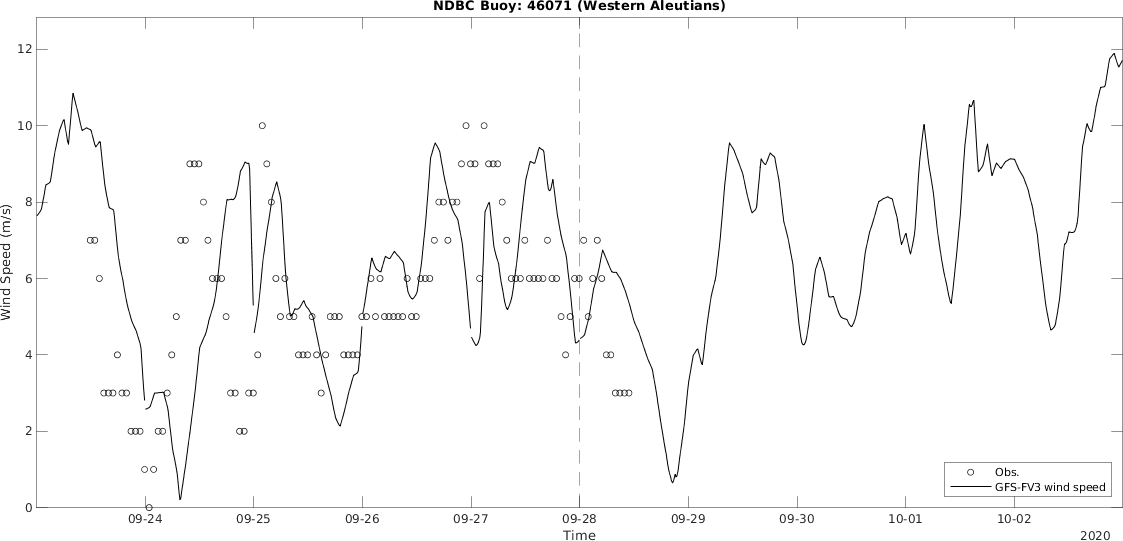 NDBC Buoy: 46071 (Western Aleutians)
Wind Speed (m/s)
12
10
8
6
4
2
0
09-24 09-25 09-26 09-27 09-28 09-29 09-30 10-01 10-02
Time
2020
Obs.
GFS-FV3 wind speed